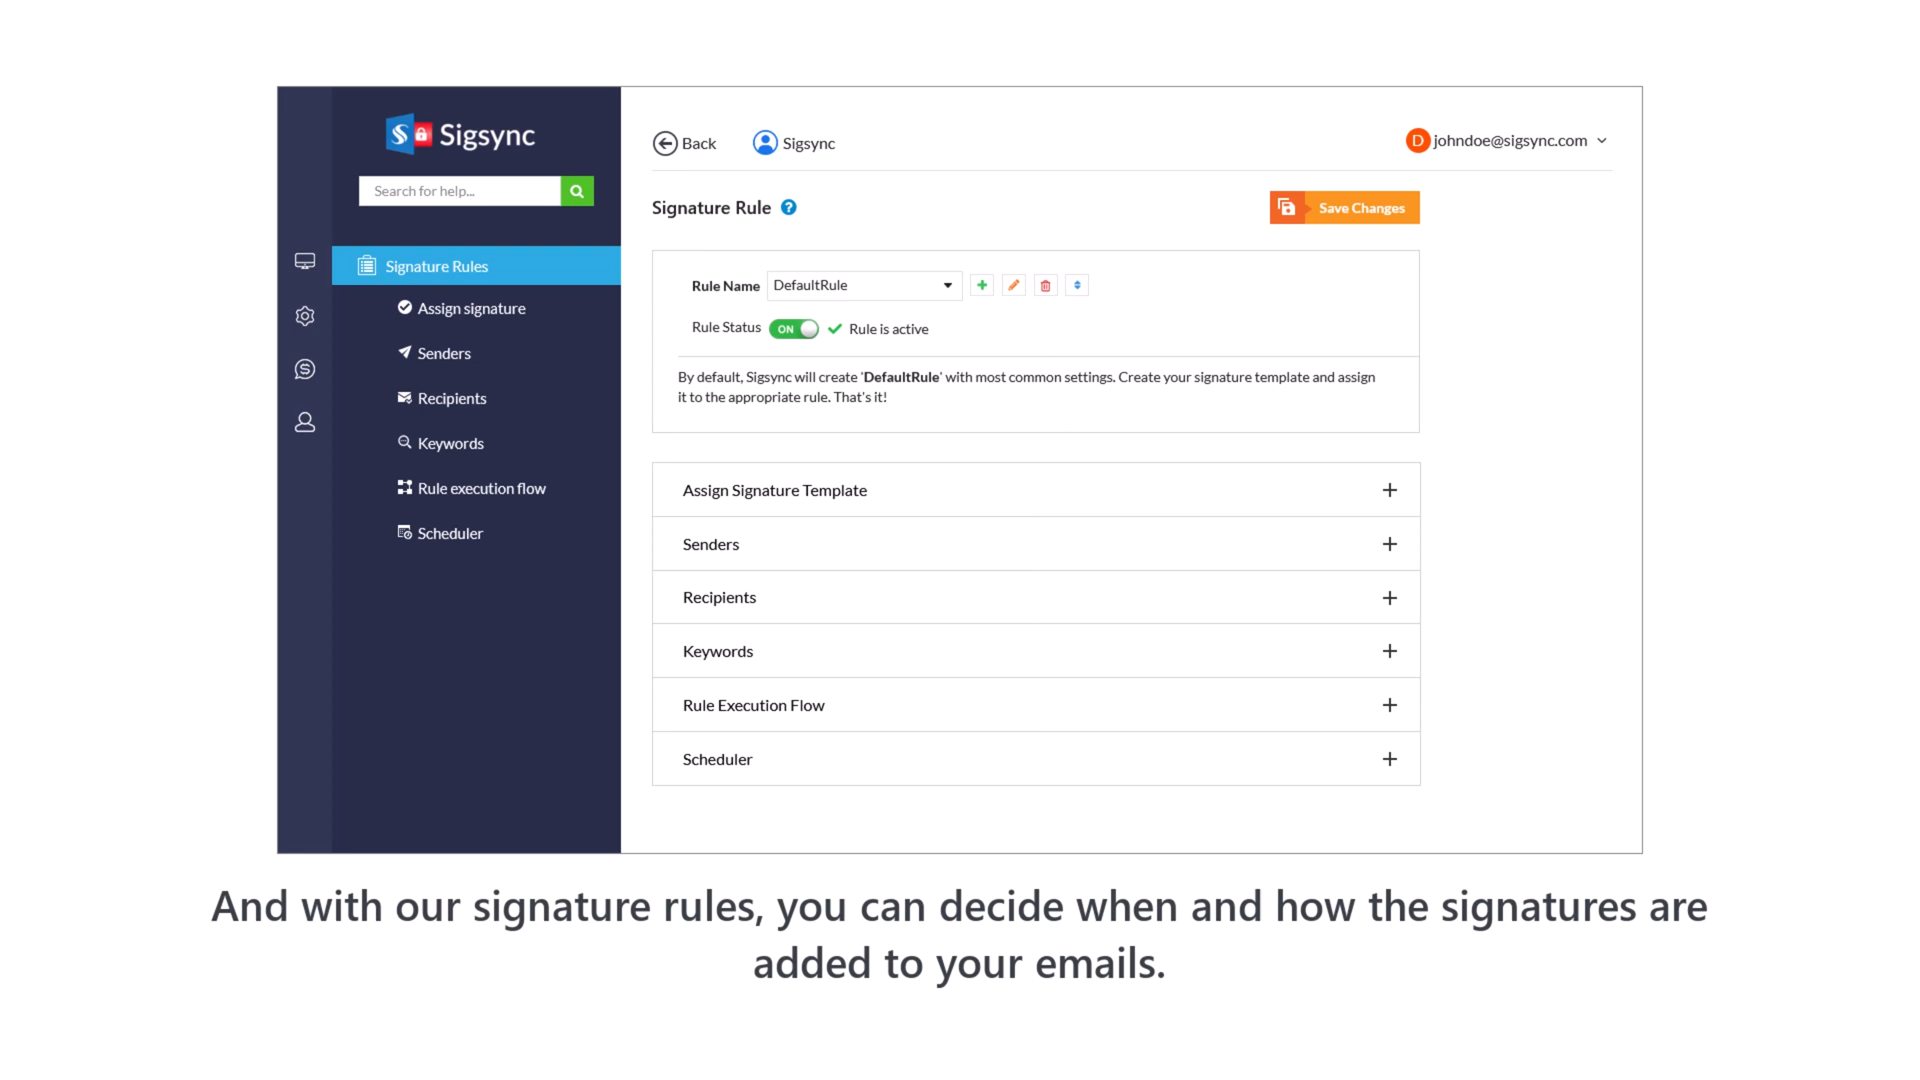 Sigsync
Search for help...
Signature Rules
Assign signature
Senders
Recipients
Keywords
Rule execution flow
Scheduler
Back
Sigsync
D johndoe@sigsync.com
Signature Rule ?
Save Changes
Rule Name DefaultRule
Rule Status ON Rule is active
By default, Sigsync will create 'DefaultRule' with most common settings. Create your signature template and assign
it to the appropriate rule. That's it!
Assign Signature Template
Senders
Recipients
Keywords
Rule Execution Flow
Scheduler
And with our signature rules, you can decide when and how the signatures are
added to your emails.